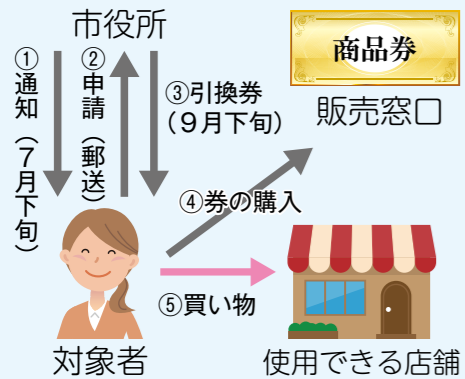 市役所
商品券
販売窓口
①通知（７月下旬）
②申請（郵送）
③引換券
（９月下旬）
④券の購入
⑤買い物
対象者
使用できる店舗